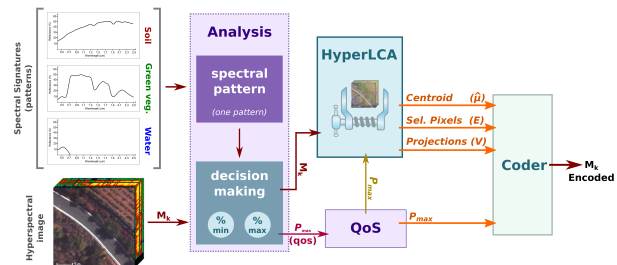 Spectral Signatures
(patterns)
Soil
Green veg.
Water
Hyperspectral
image
M_k
Analysis
spectral
pattern
(one pattern)
decision
making
%
min
%
max
M_k
P_max
(qos)
HyperLCA
P_max
QoS
Centroid (μ̂)
Sel. Pixels (E)
Projections (V)
P_max
Coder
M_k
Encoded